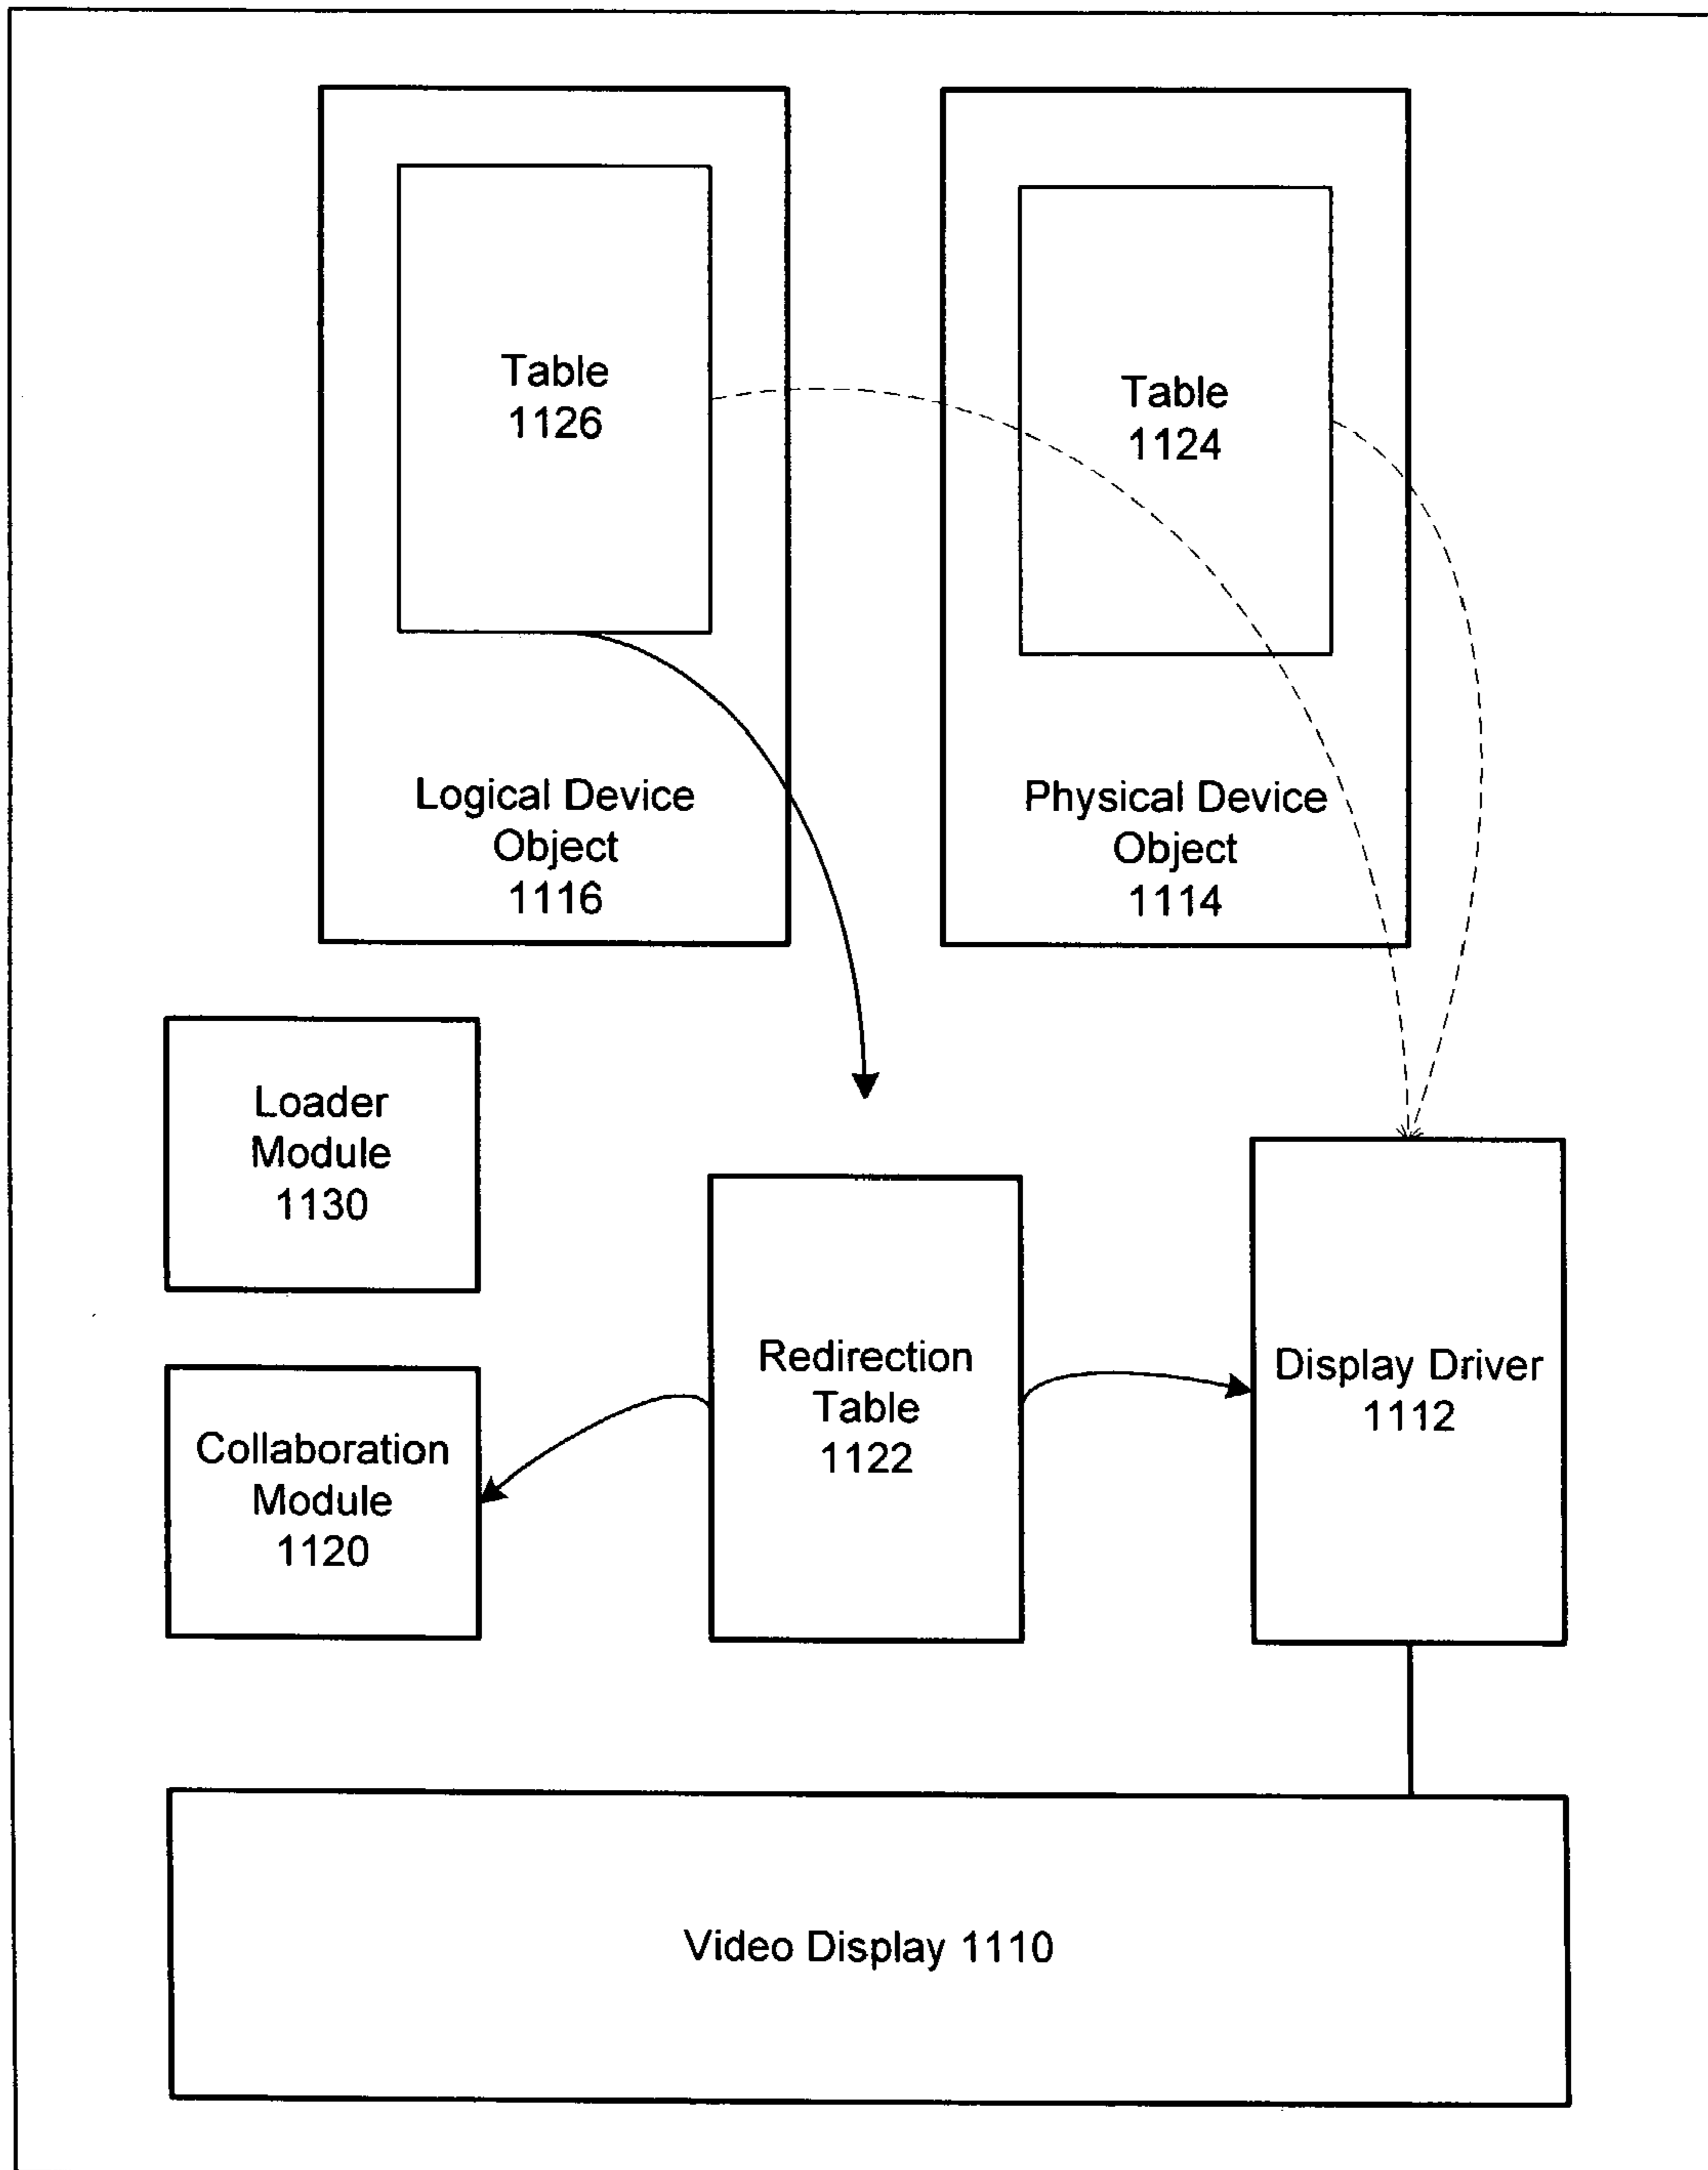 Table
1126
Table
1124
Logical Device
Object
1116
Physical Device
Object
1114
Loader
Module
1130
Redirection
Table
1122
Display Driver
1112
Collaboration
Module
1120
Video Display 1110